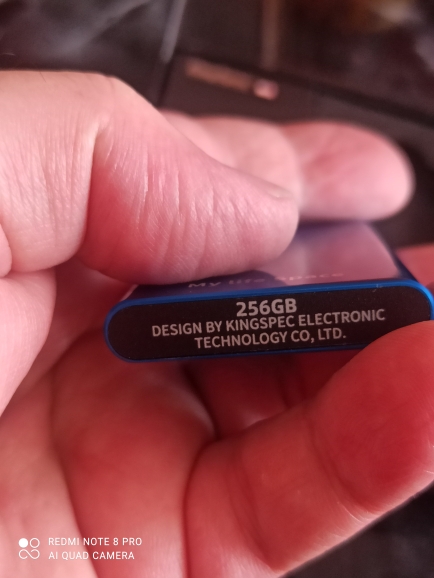 256GB
DESIGN BY KINGSPEC ELECTRONIC
TECHNOLOGY CO, LTD.
REDMI NOTE 8 PRO
AI QUAD CAMERA